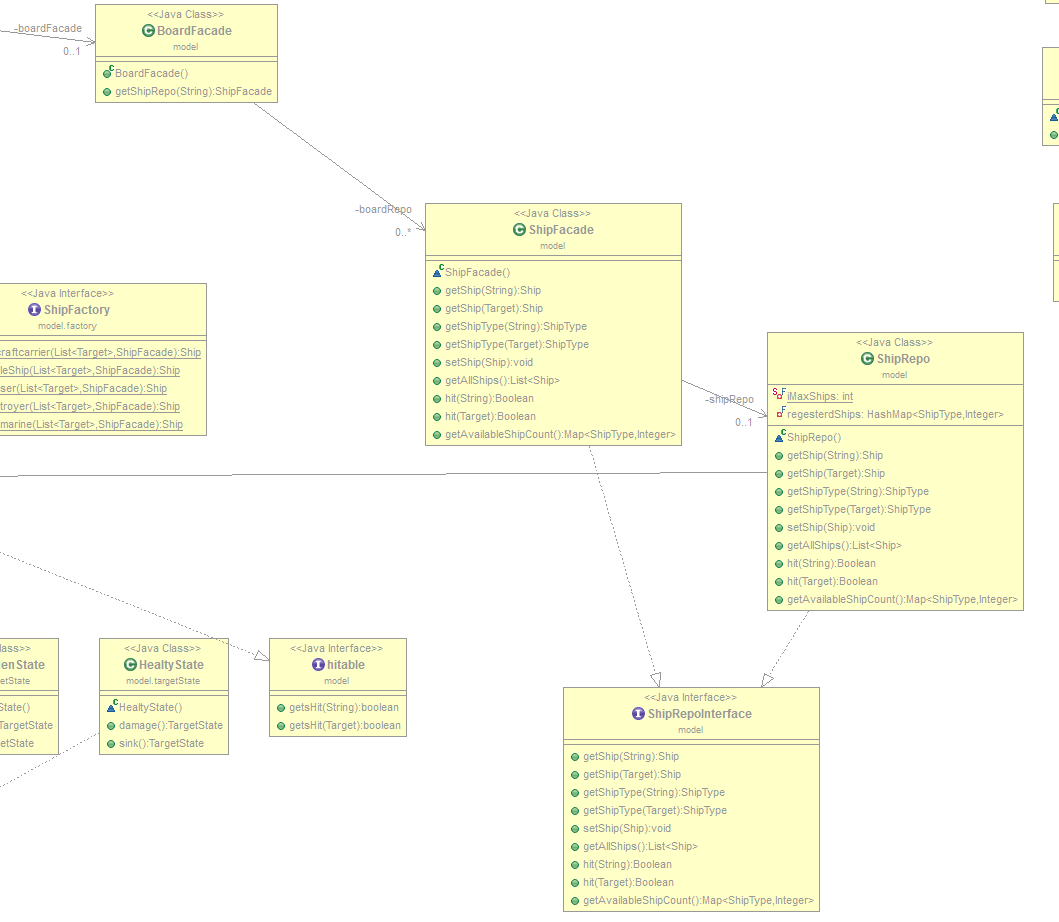 -boardFacade
0..1
<<Java Class>>
BoardFacade
model
BoardFacade()
getShipRepo(String):ShipFacade
-boardRepo
0..*
<<Java Class>>
ShipFacade
model
ShipFacade()
getShip(String):Ship
getShip(Target):Ship
getShipType(String):ShipType
getShipType(Target):ShipType
setShip(Ship):void
getAllShips():List<Ship>
hit(String):Boolean
hit(Target):Boolean
getAvailableShipCount():Map<ShipType,Integer>
<<Java Interface>>
ShipFactory
model.factory
raftcarrier(List<Target>,ShipFacade):Ship
leShip(List<Target>,ShipFacade):Ship
ser(List<Target>,ShipFacade):Ship
troyer(List<Target>,ShipFacade):Ship
marine(List<Target>,ShipFacade):Ship
-shipRepo
0..1
<<Java Class>>
ShipRepo
model
iMaxShips: int
regesterdShips: HashMap<ShipType,Integer>
ShipRepo()
getShip(String):Ship
getShip(Target):Ship
getShipType(String):ShipType
getShipType(Target):ShipType
setShip(Ship):void
getAllShips():List<Ship>
hit(String):Boolean
hit(Target):Boolean
getAvailableShipCount():Map<ShipType,Integer>
ass>>
enState
etState
State()
TargetState
etState
<<Java Class>>
HealtyState
model.targetState
HealtyState()
damage():TargetState
sink():TargetState
<<Java Interface>>
hitable
model
getsHit(String):boolean
getsHit(Target):boolean
<<Java Interface>>
ShipRepoInterface
model
getShip(String):Ship
getShip(Target):Ship
getShipType(String):ShipType
getShipType(Target):ShipType
setShip(Ship):void
getAllShips():List<Ship>
hit(String):Boolean
hit(Target):Boolean
getAvailableShipCount():Map<ShipType,Integer>